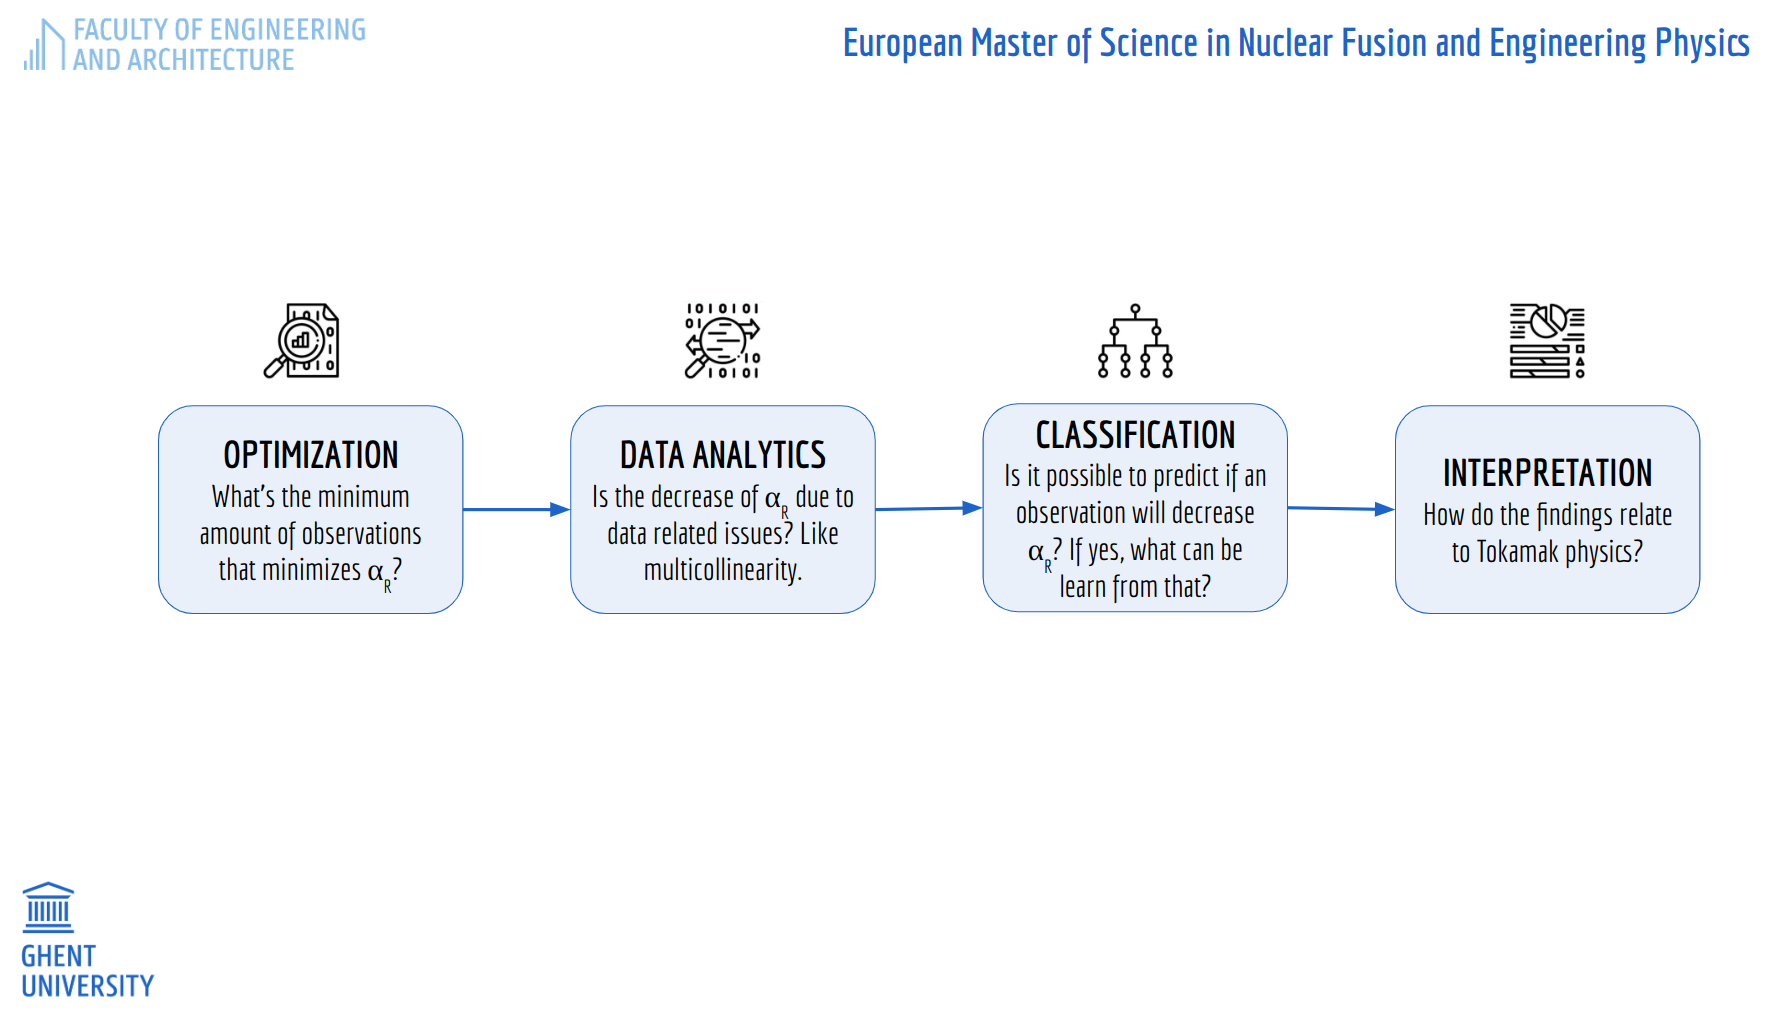 FACULTY OF ENGINEERING
AND ARCHITECTURE
European Master of Science in Nuclear Fusion and Engineering Physics
OPTIMIZATION
What's the minimum
amount of observations
that minimizes αR?
DATA ANALYTICS
Is the decrease of αR due to
data related issues? Like
multicollinearity.
CLASSIFICATION
Is it possible to predict if an
observation will decrease
αR? If yes, what can be
learn from that?
INTERPRETATION
How do the findings relate
to Tokamak physics?
GHENT
UNIVERSITY